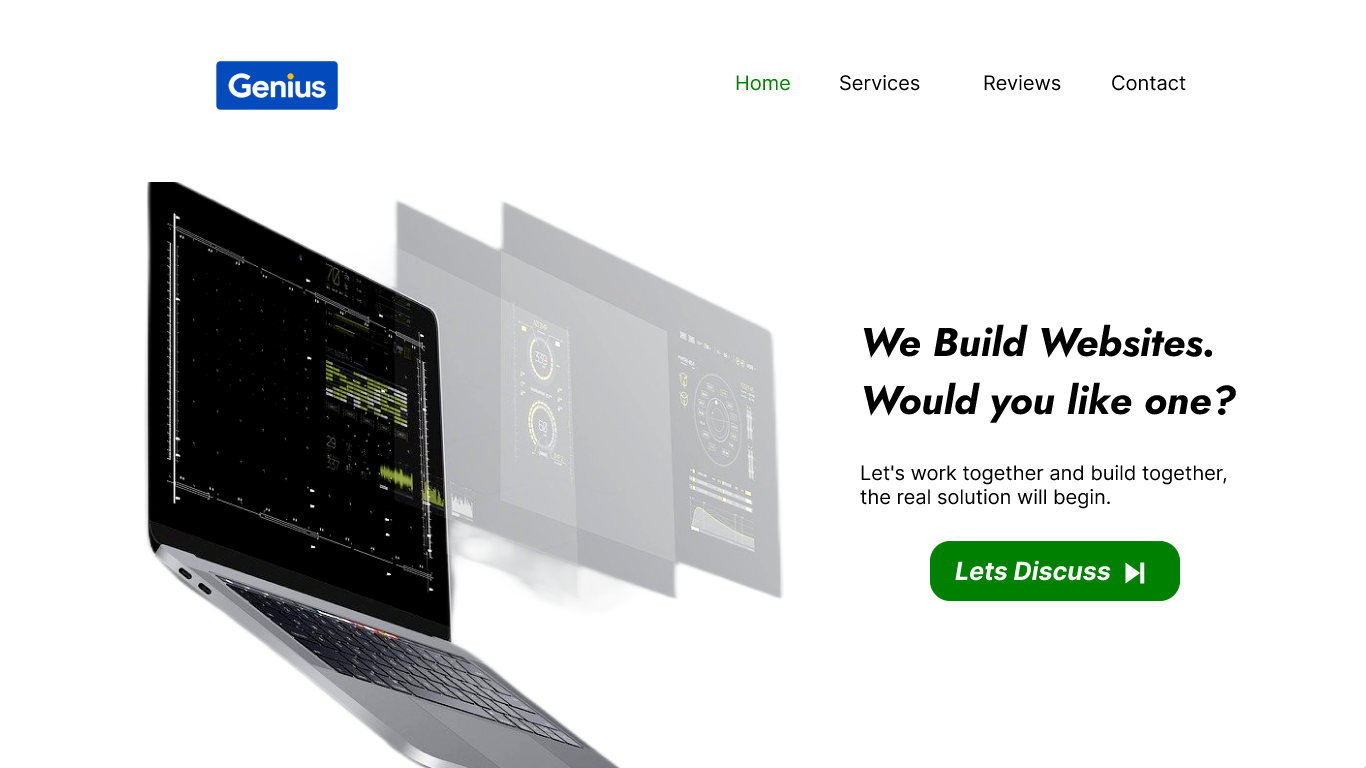 Genius
Home Services Reviews Contact
We Build Websites.
Would you like one?
Let's work together and build together,
the real solution will begin.
Lets Discuss